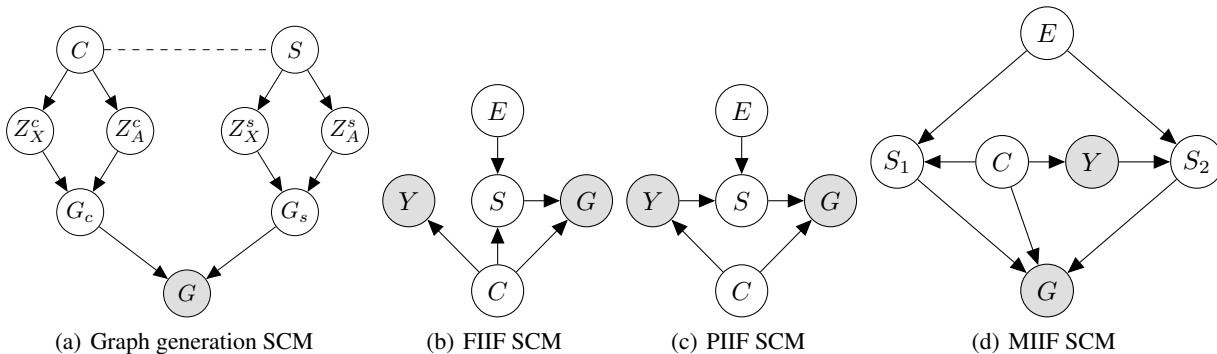 C
S
Z_X^c
Z_A^c
Z_X^s
Z_A^s
G_c
G_s
G
(a) Graph generation SCM
E
Y
S
G
C
(b) FIIF SCM
E
Y
S
G
C
(c) PIIF SCM
E
S_1
C
Y
S_2
G
(d) MIIF SCM